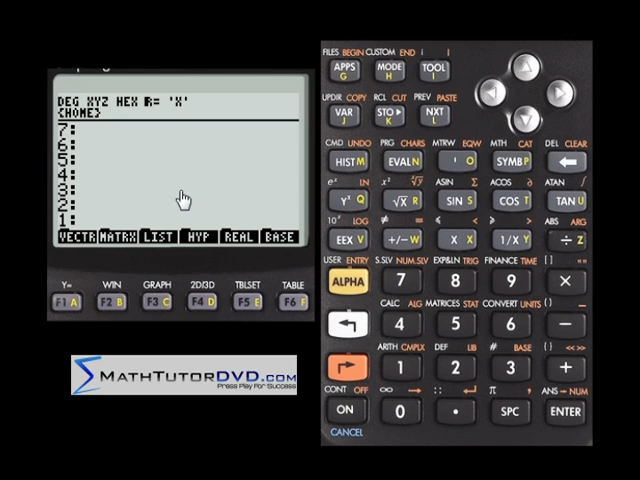 DEG XYZ HEX R= 'X'
{HOME}
7:
6:
5:
4:
3:
2:
1:
VECTR MATRX LIST HYP REAL BASE
Y= WIN GRAPH 2D/3D TBLSET TABLE
F1 A F2 B F3 C F4 D F5 E F6 F
MATHTUTORDVD.COM
PRESS PLAY FOR SUCCESS
FILES BEGIN CUSTOM END i I
APPS G MODE H TOOL I
UPDIR COPY RCL CUT PREV PASTE
VAR J STO▶ K NXT L
CMD UNDO PRG CHARS MTRW EQW MTH CAT DEL CLEAR
HIST M EVAL N ' O SYMB P ←
eˣ LN x² ˣ√y ASIN Σ ACOS ∂ ATAN ∫
Yˣ Q √X R SIN S COS T TAN U
10ˣ LOG ≠ = < > ABS ARG
EEX V +/− W X X 1/X Y ÷ Z
USER ENTRY S.SLV NUM.SLV EXP&LN TRIG FINANCE TIME [ ] " "
ALPHA 7 8 9 ×
CALC ALG MATRICES STAT CONVERT UNITS ( ) _
4 5 6 −
ARITH CMPLX DEF LIB # BASE { } « »
1 2 3 +
CONT OFF ∞ → : : ↵ π , ANS →NUM
ON 0 . SPC ENTER
CANCEL